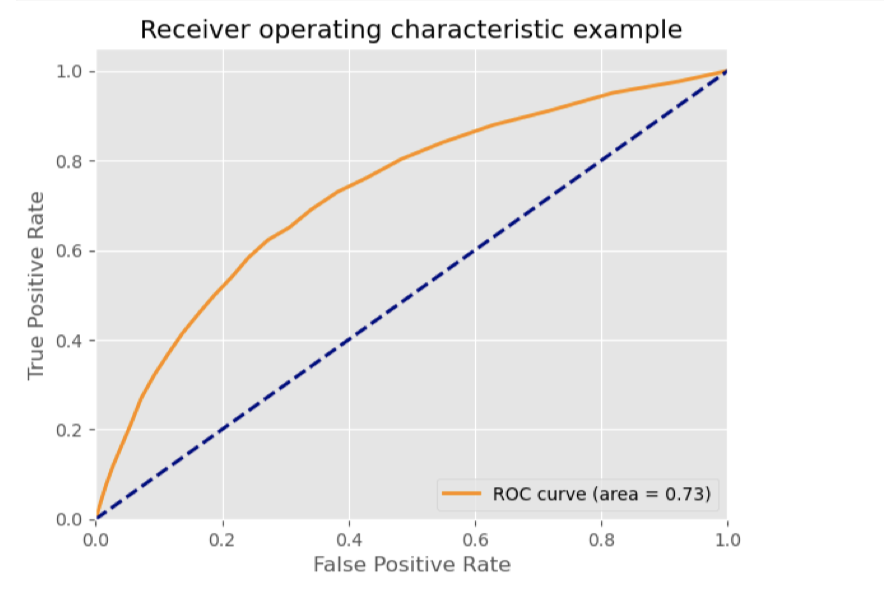 Receiver operating characteristic example
1.0
0.8
0.6
0.4
0.2
0.0
True Positive Rate
ROC curve (area = 0.73)
0.0 0.2 0.4 0.6 0.8 1.0
False Positive Rate